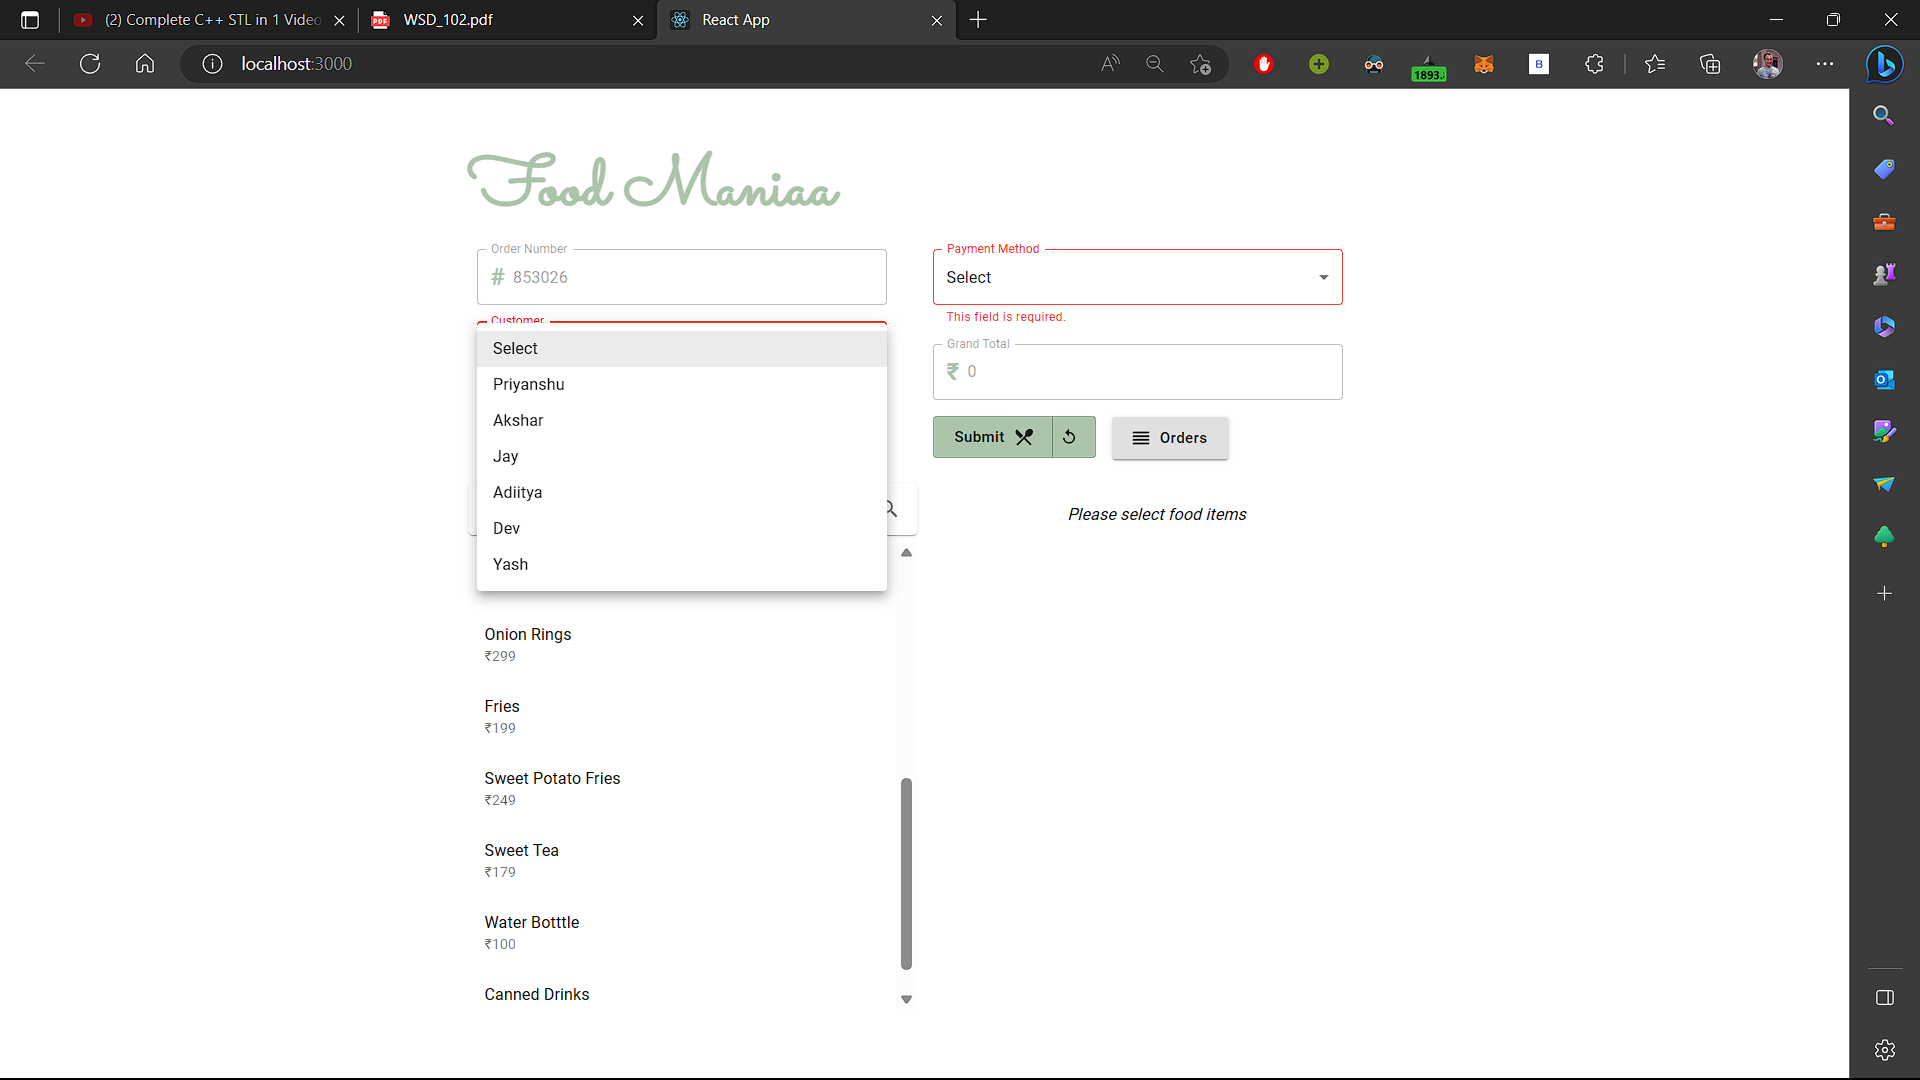 (2) Complete C++ STL in 1 Video
WSD_102.pdf
React App
localhost:3000
1893.
B
Food Maniaa
Order Number
# 853026
Customer
Select
Priyanshu
Akshar
Jay
Adiitya
Dev
Yash
Payment Method
Select
This field is required.
Grand Total
₹ 0
Submit
Orders
Please select food items
Onion Rings
₹299
Fries
₹199
Sweet Potato Fries
₹249
Sweet Tea
₹179
Water Botttle
₹100
Canned Drinks